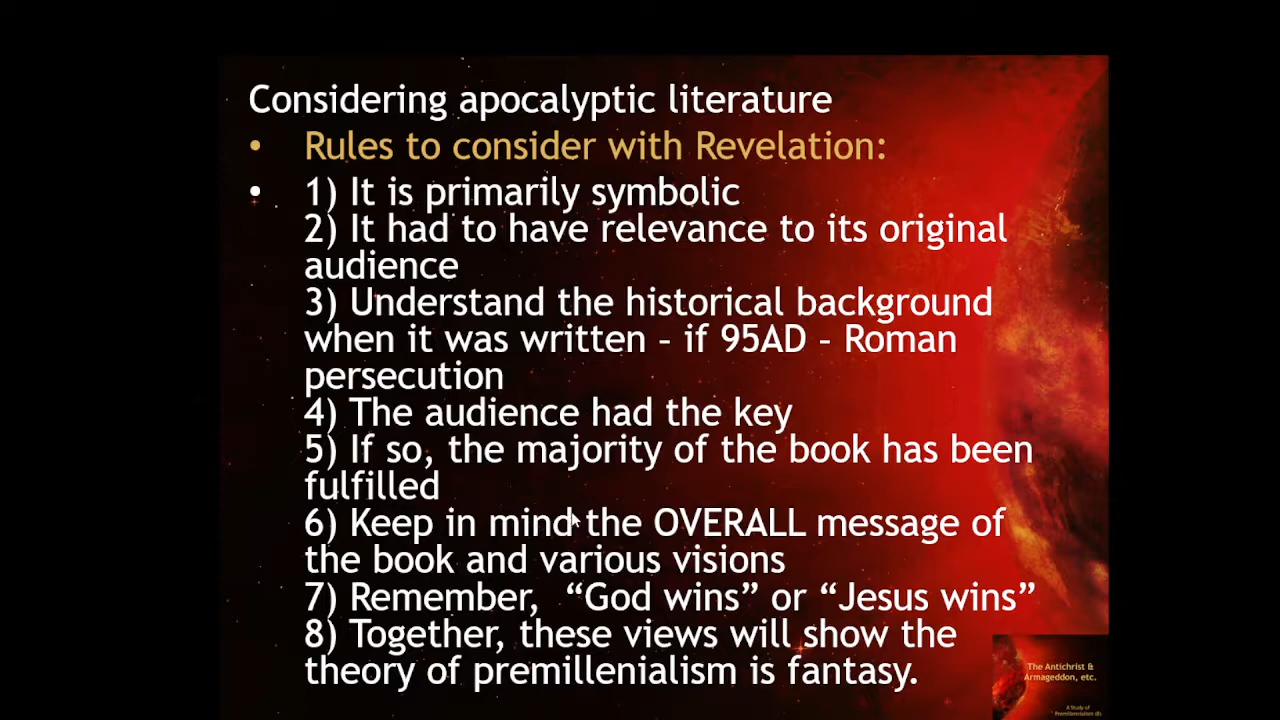 Considering apocalyptic literature
• Rules to consider with Revelation:
• 1) It is primarily symbolic
2) It had to have relevance to its original
audience
3) Understand the historical background
when it was written – if 95AD – Roman
persecution
4) The audience had the key
5) If so, the majority of the book has been
fulfilled
6) Keep in mind the OVERALL message of
the book and various visions
7) Remember, “God wins” or “Jesus wins”
8) Together, these views will show the
theory of premillenialism is fantasy.
The Antichrist &
Armageddon, etc.
A Study of
Premillennialism (8)